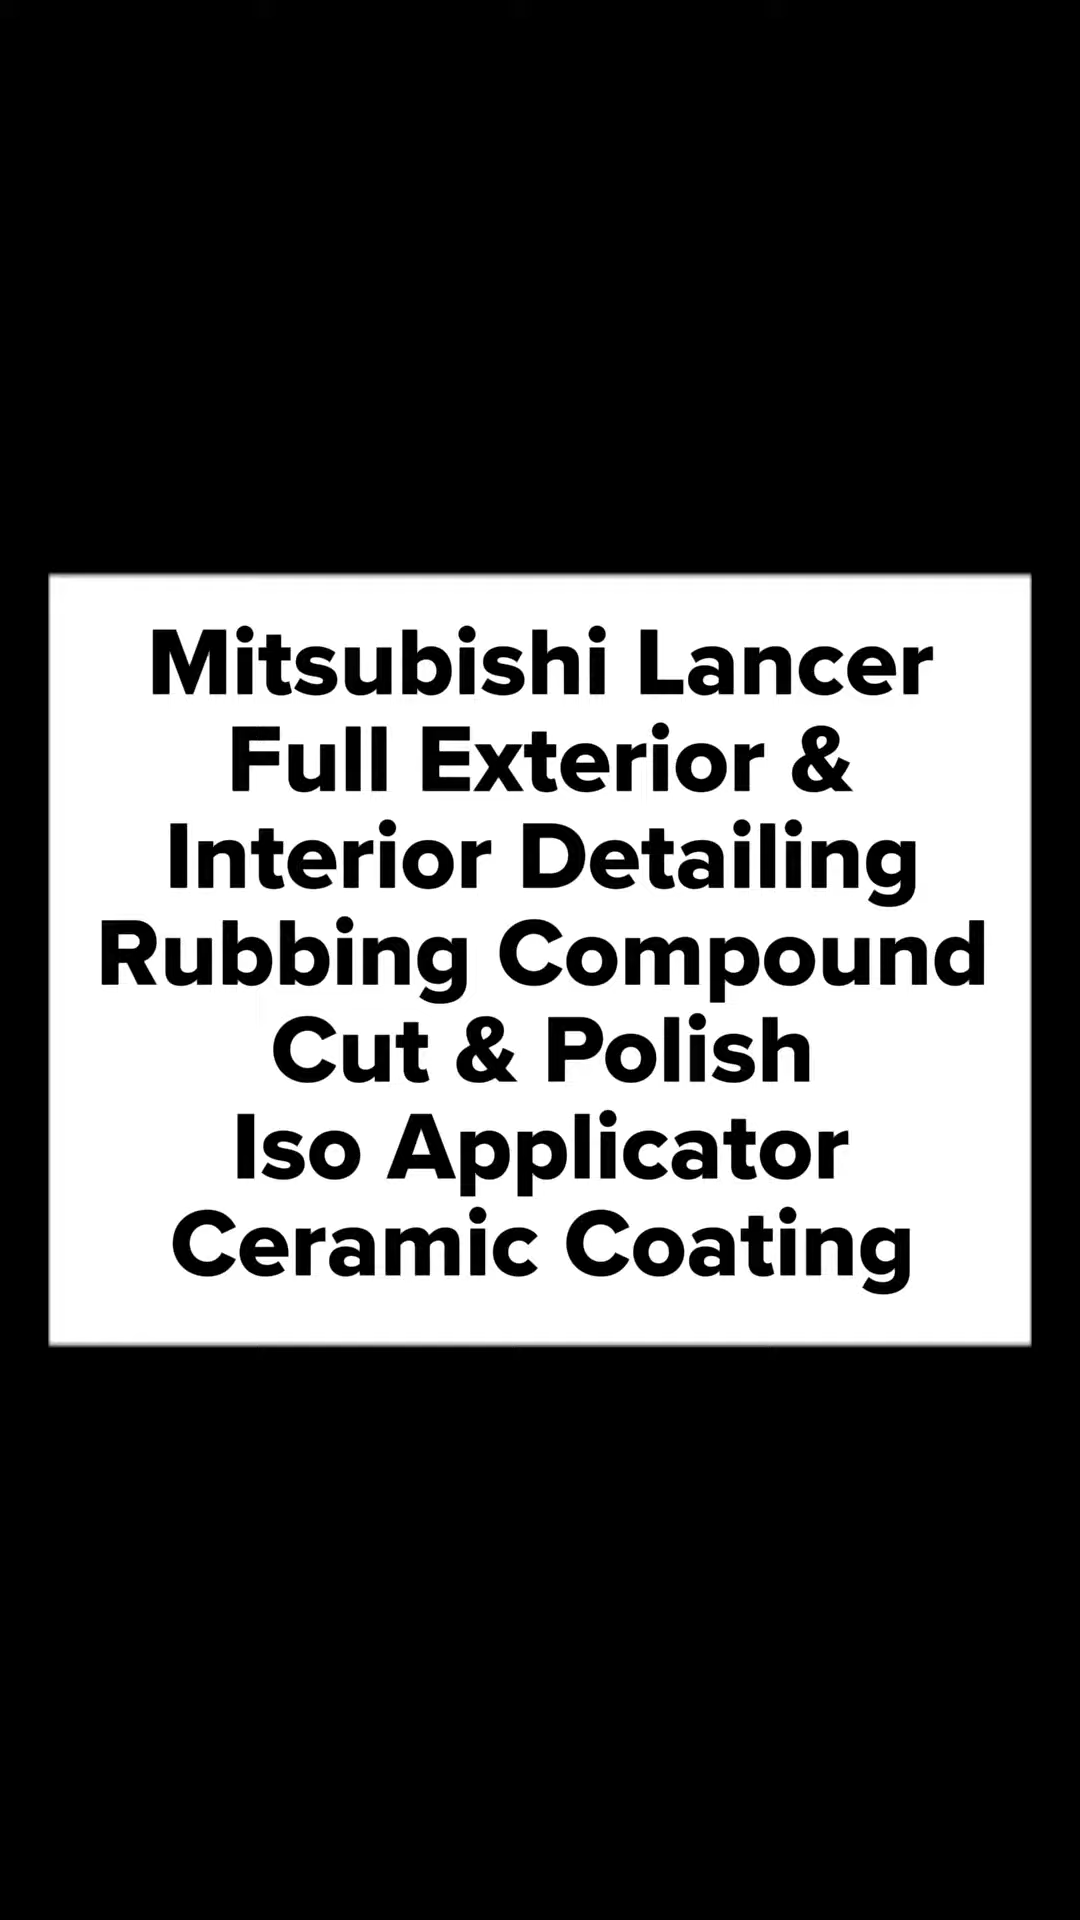 Mitsubishi Lancer
Full Exterior &
Interior Detailing
Rubbing Compound
Cut & Polish
Iso Applicator
Ceramic Coating